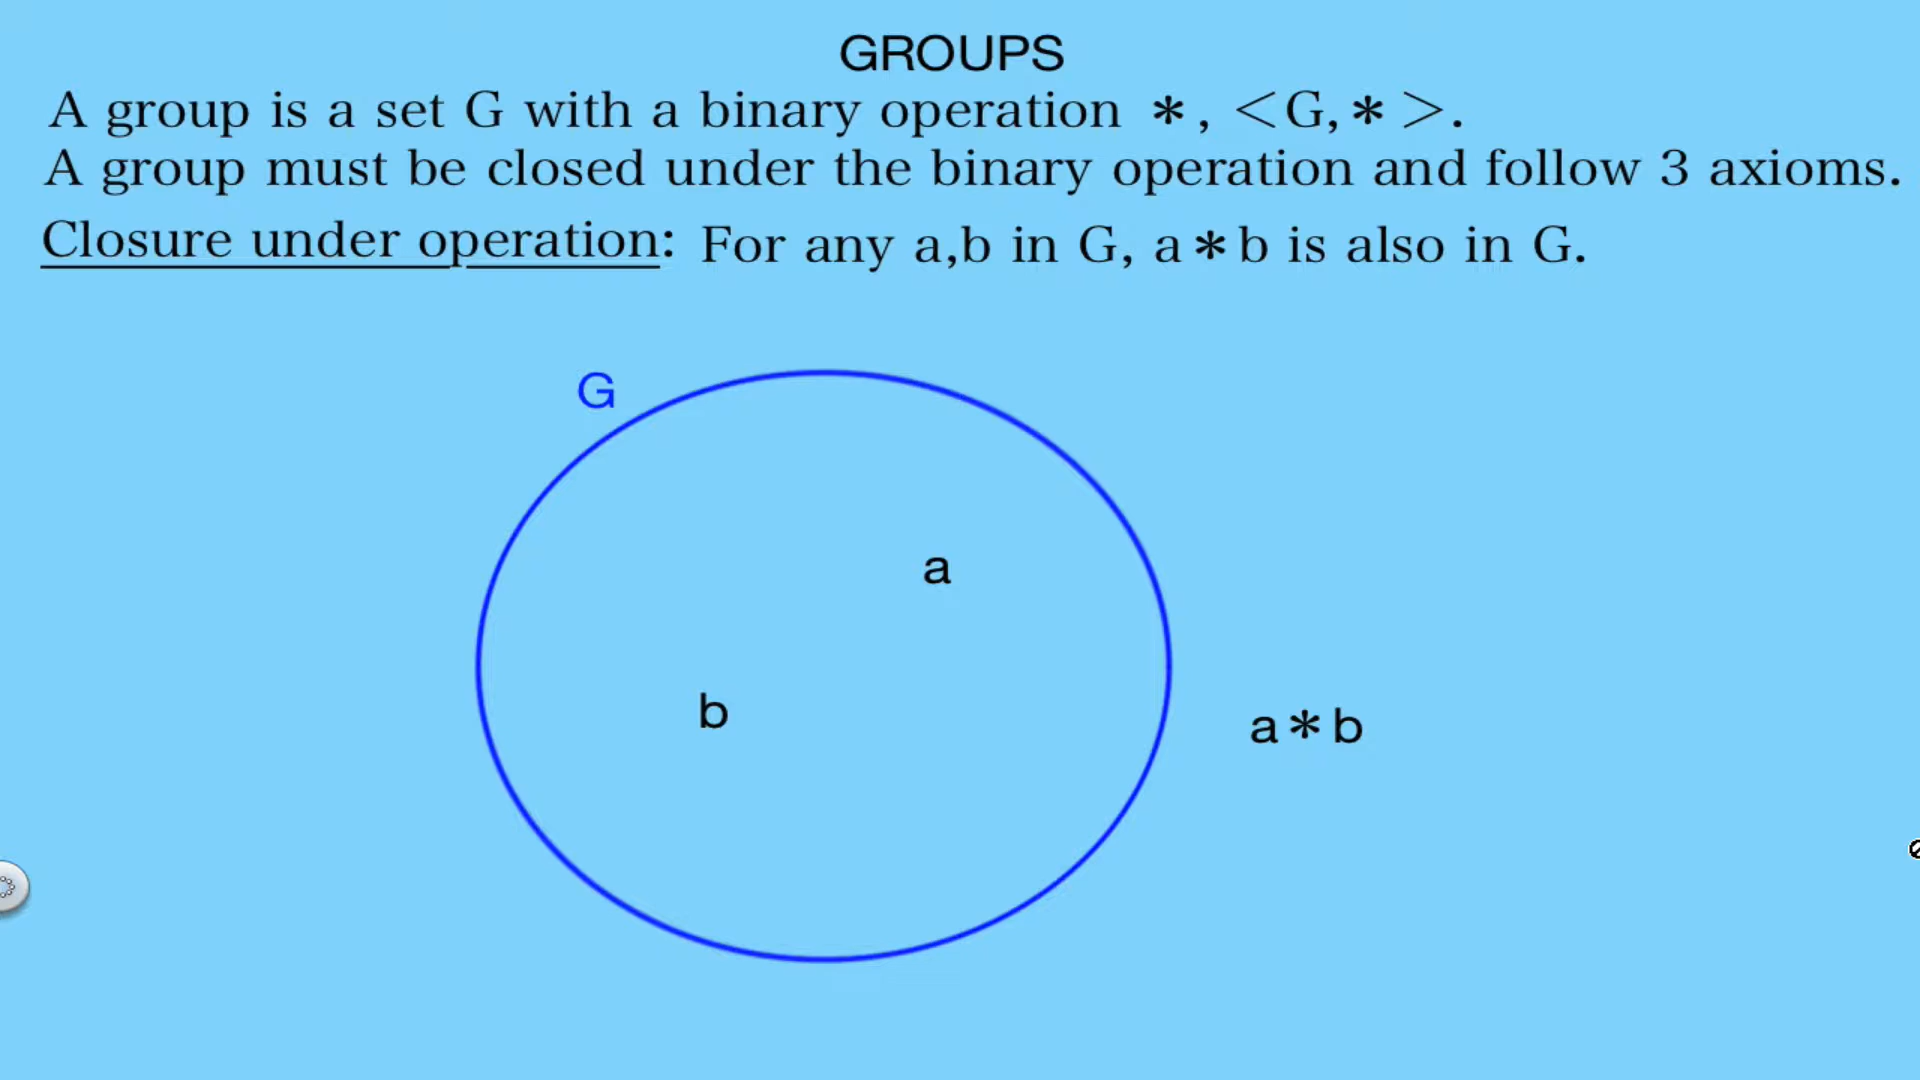 GROUPS
A group is a set G with a binary operation *, <G,*>.
A group must be closed under the binary operation and follow 3 axioms.
Closure under operation: For any a,b in G, a*b is also in G.
G
a
b
a*b